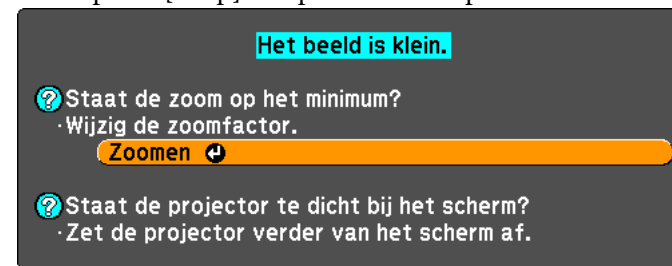 Het beeld is klein.
Staat de zoom op het minimum?
·Wijzig de zoomfactor.
Zoomen
Staat de projector te dicht bij het scherm?
·Zet de projector verder van het scherm af.